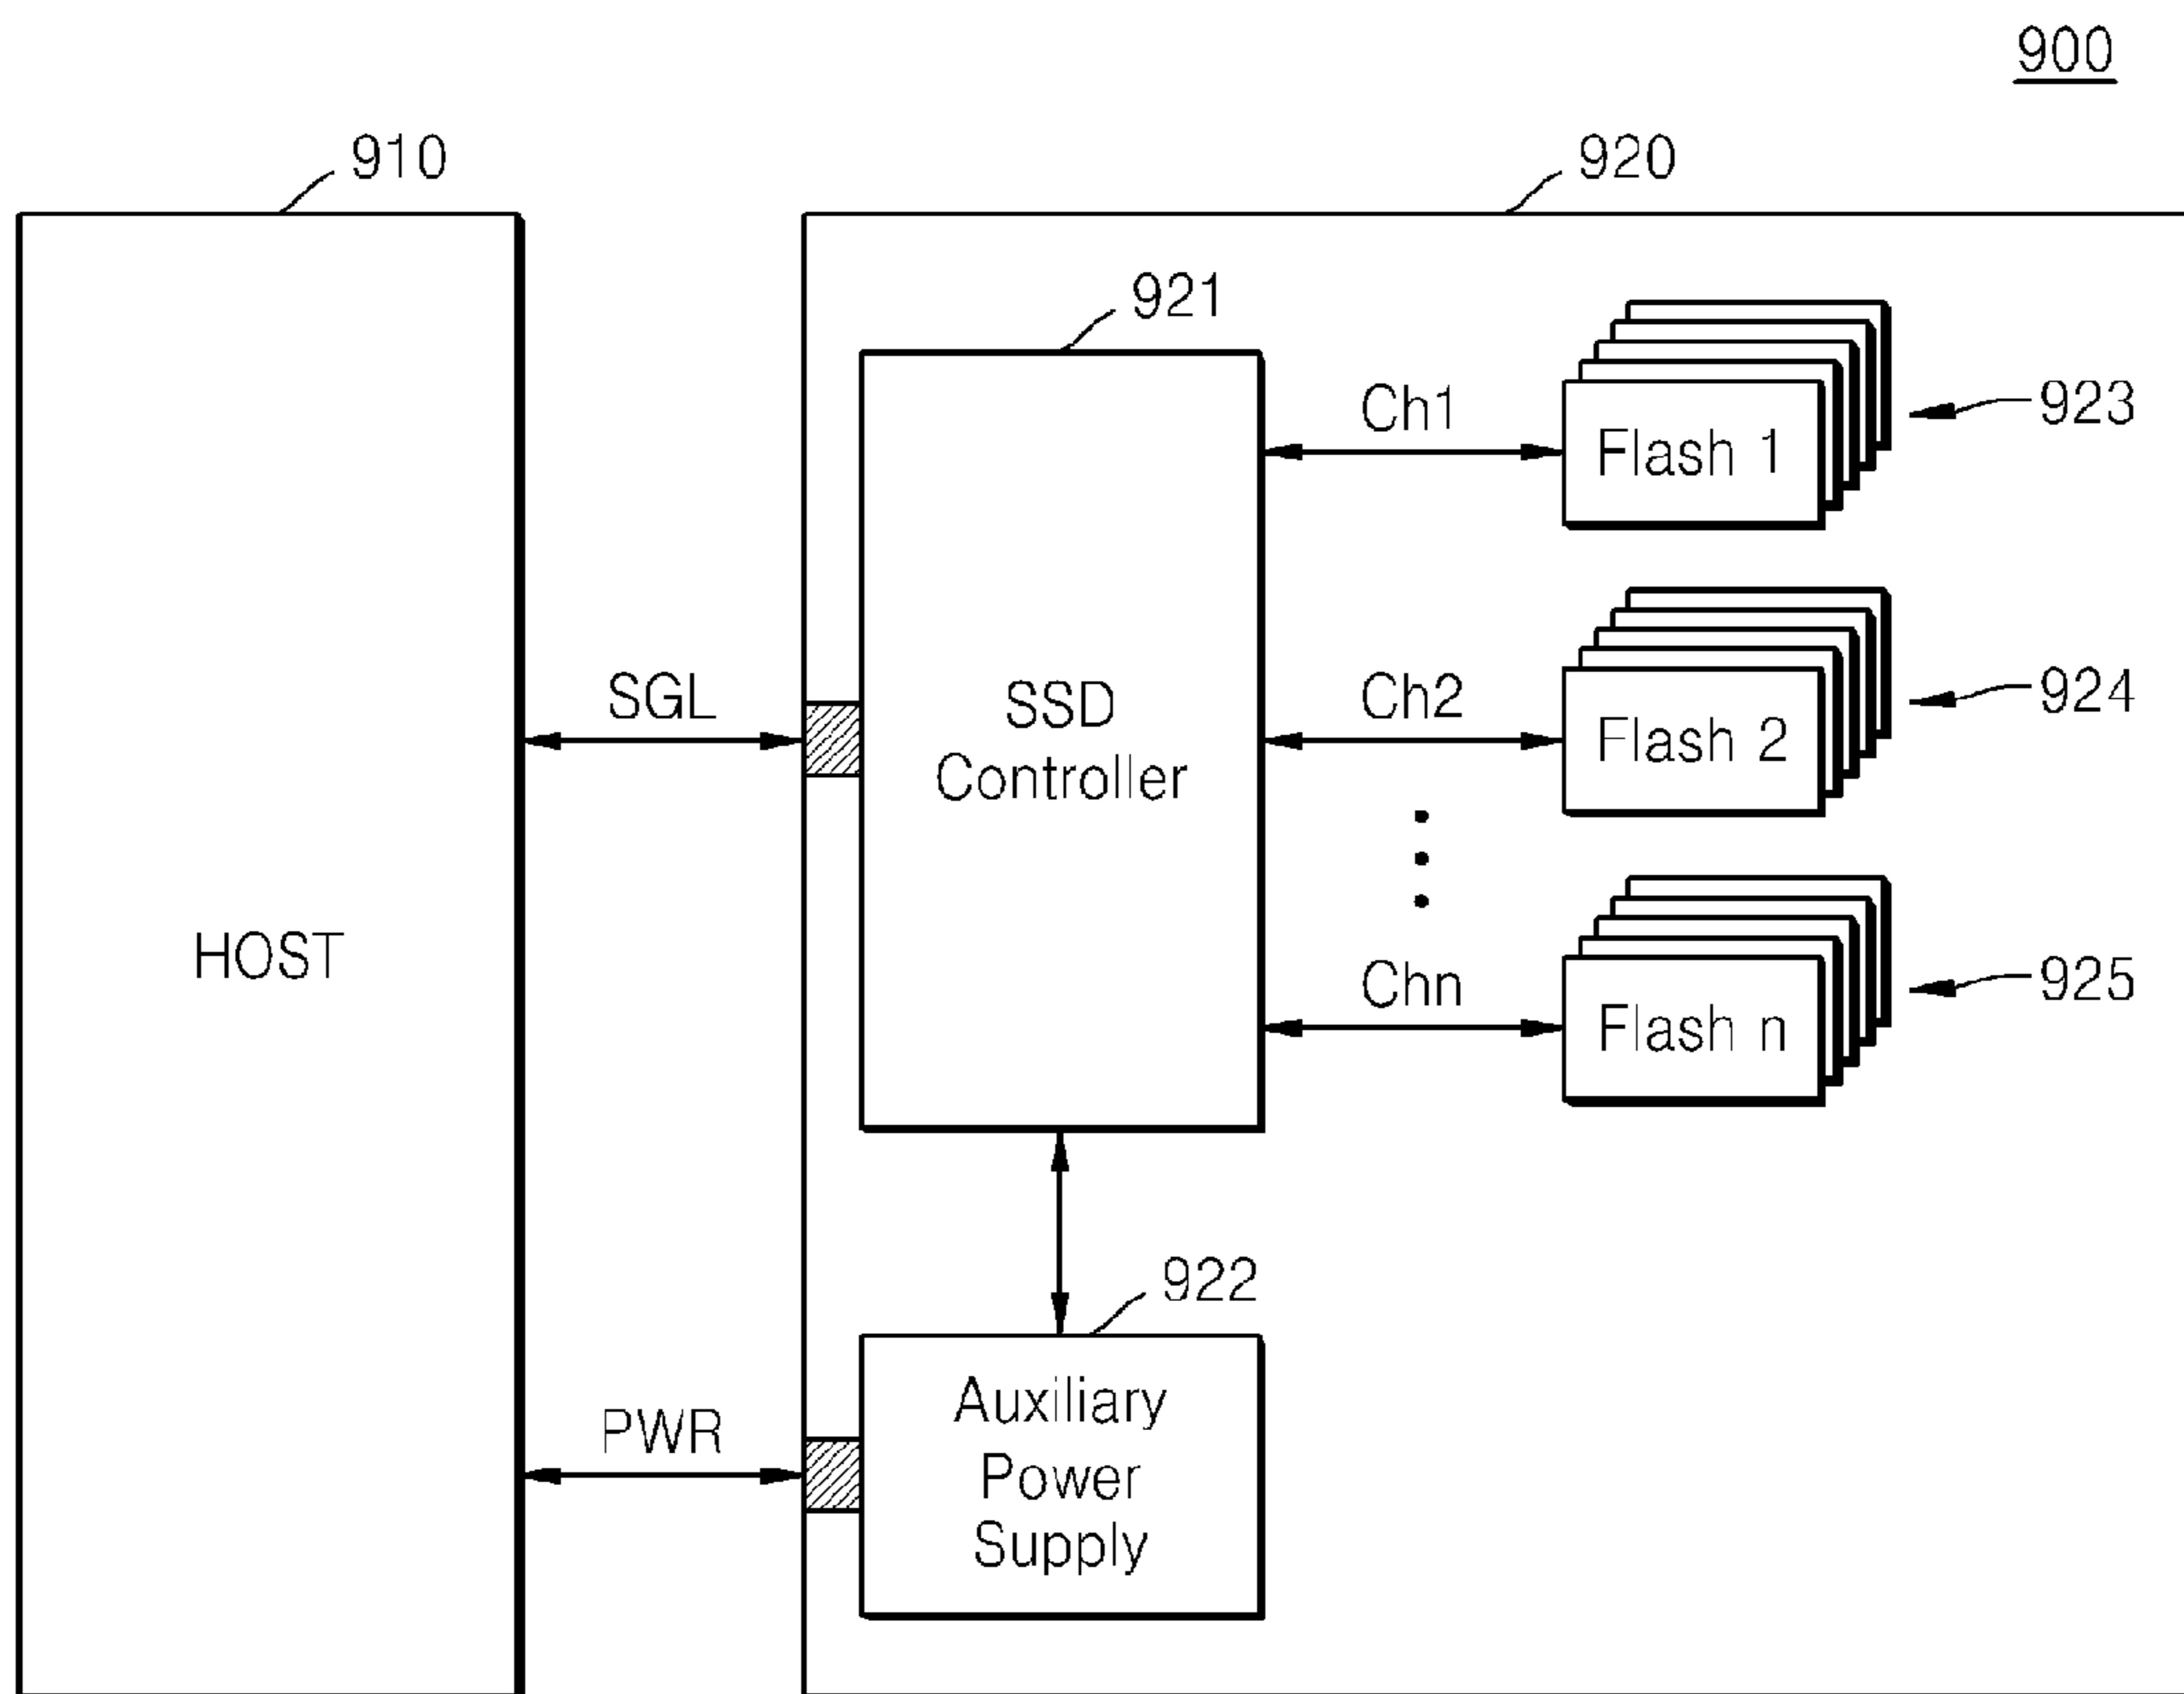 900
910
920
921
Ch1
Flash 1
923
SGL
SSD
Controller
Ch2
Flash 2
924
HOST
Chn
Flash n
925
922
PWR
Auxiliary
Power
Supply